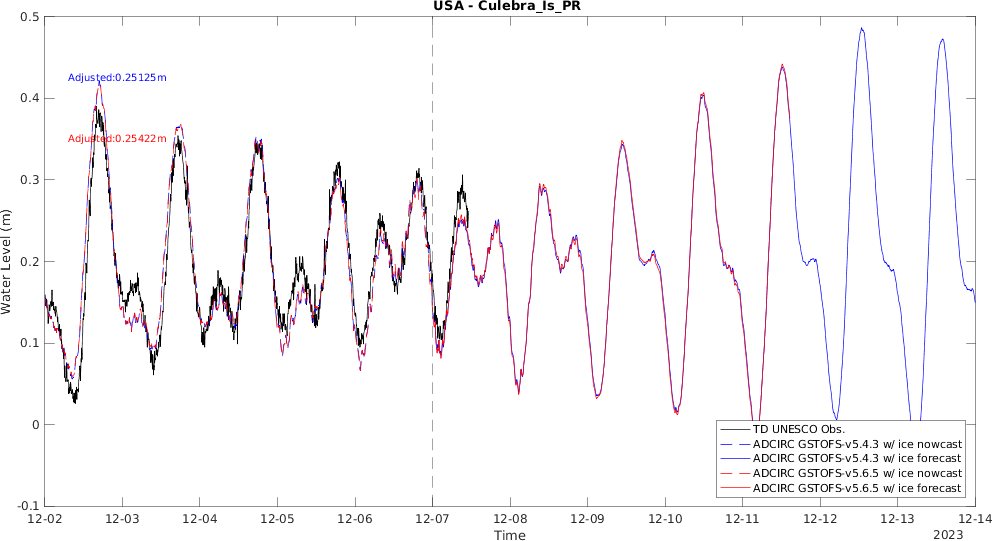 USA - Culebra_Is_PR
0.5
0.4
0.3
0.2
0.1
0
-0.1
Water Level (m)
Adjusted:0.25125m
Adjusted:0.25422m
TD UNESCO Obs.
ADCIRC GSTOFS-v5.4.3 w/ ice nowcast
ADCIRC GSTOFS-v5.4.3 w/ ice forecast
ADCIRC GSTOFS-v5.6.5 w/ ice nowcast
ADCIRC GSTOFS-v5.6.5 w/ ice forecast
12-02 12-03 12-04 12-05 12-06 12-07 12-08 12-09 12-10 12-11 12-12 12-13 12-14
Time
2023